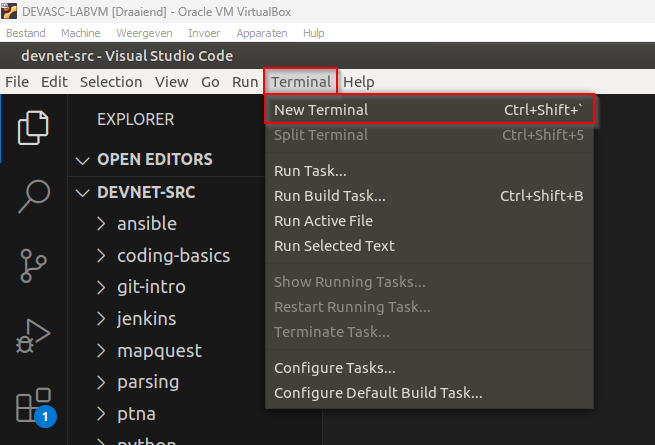 DEVASC-LABVM [Draaiend] - Oracle VM VirtualBox
Bestand Machine Weergeven Invoer Apparaten Hulp
devnet-src - Visual Studio Code
File Edit Selection View Go Run Terminal Help
EXPLORER
OPEN EDITORS
DEVNET-SRC
ansible
coding-basics
git-intro
jenkins
mapquest
parsing
ptna
python
1
New Terminal Ctrl+Shift+`
Split Terminal Ctrl+Shift+5
Run Task...
Run Build Task... Ctrl+Shift+B
Run Active File
Run Selected Text
Show Running Tasks...
Restart Running Task...
Terminate Task...
Configure Tasks...
Configure Default Build Task...